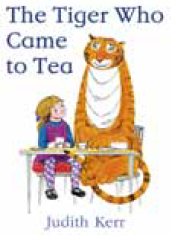 The Tiger Who
Came to Tea
Judith Kerr